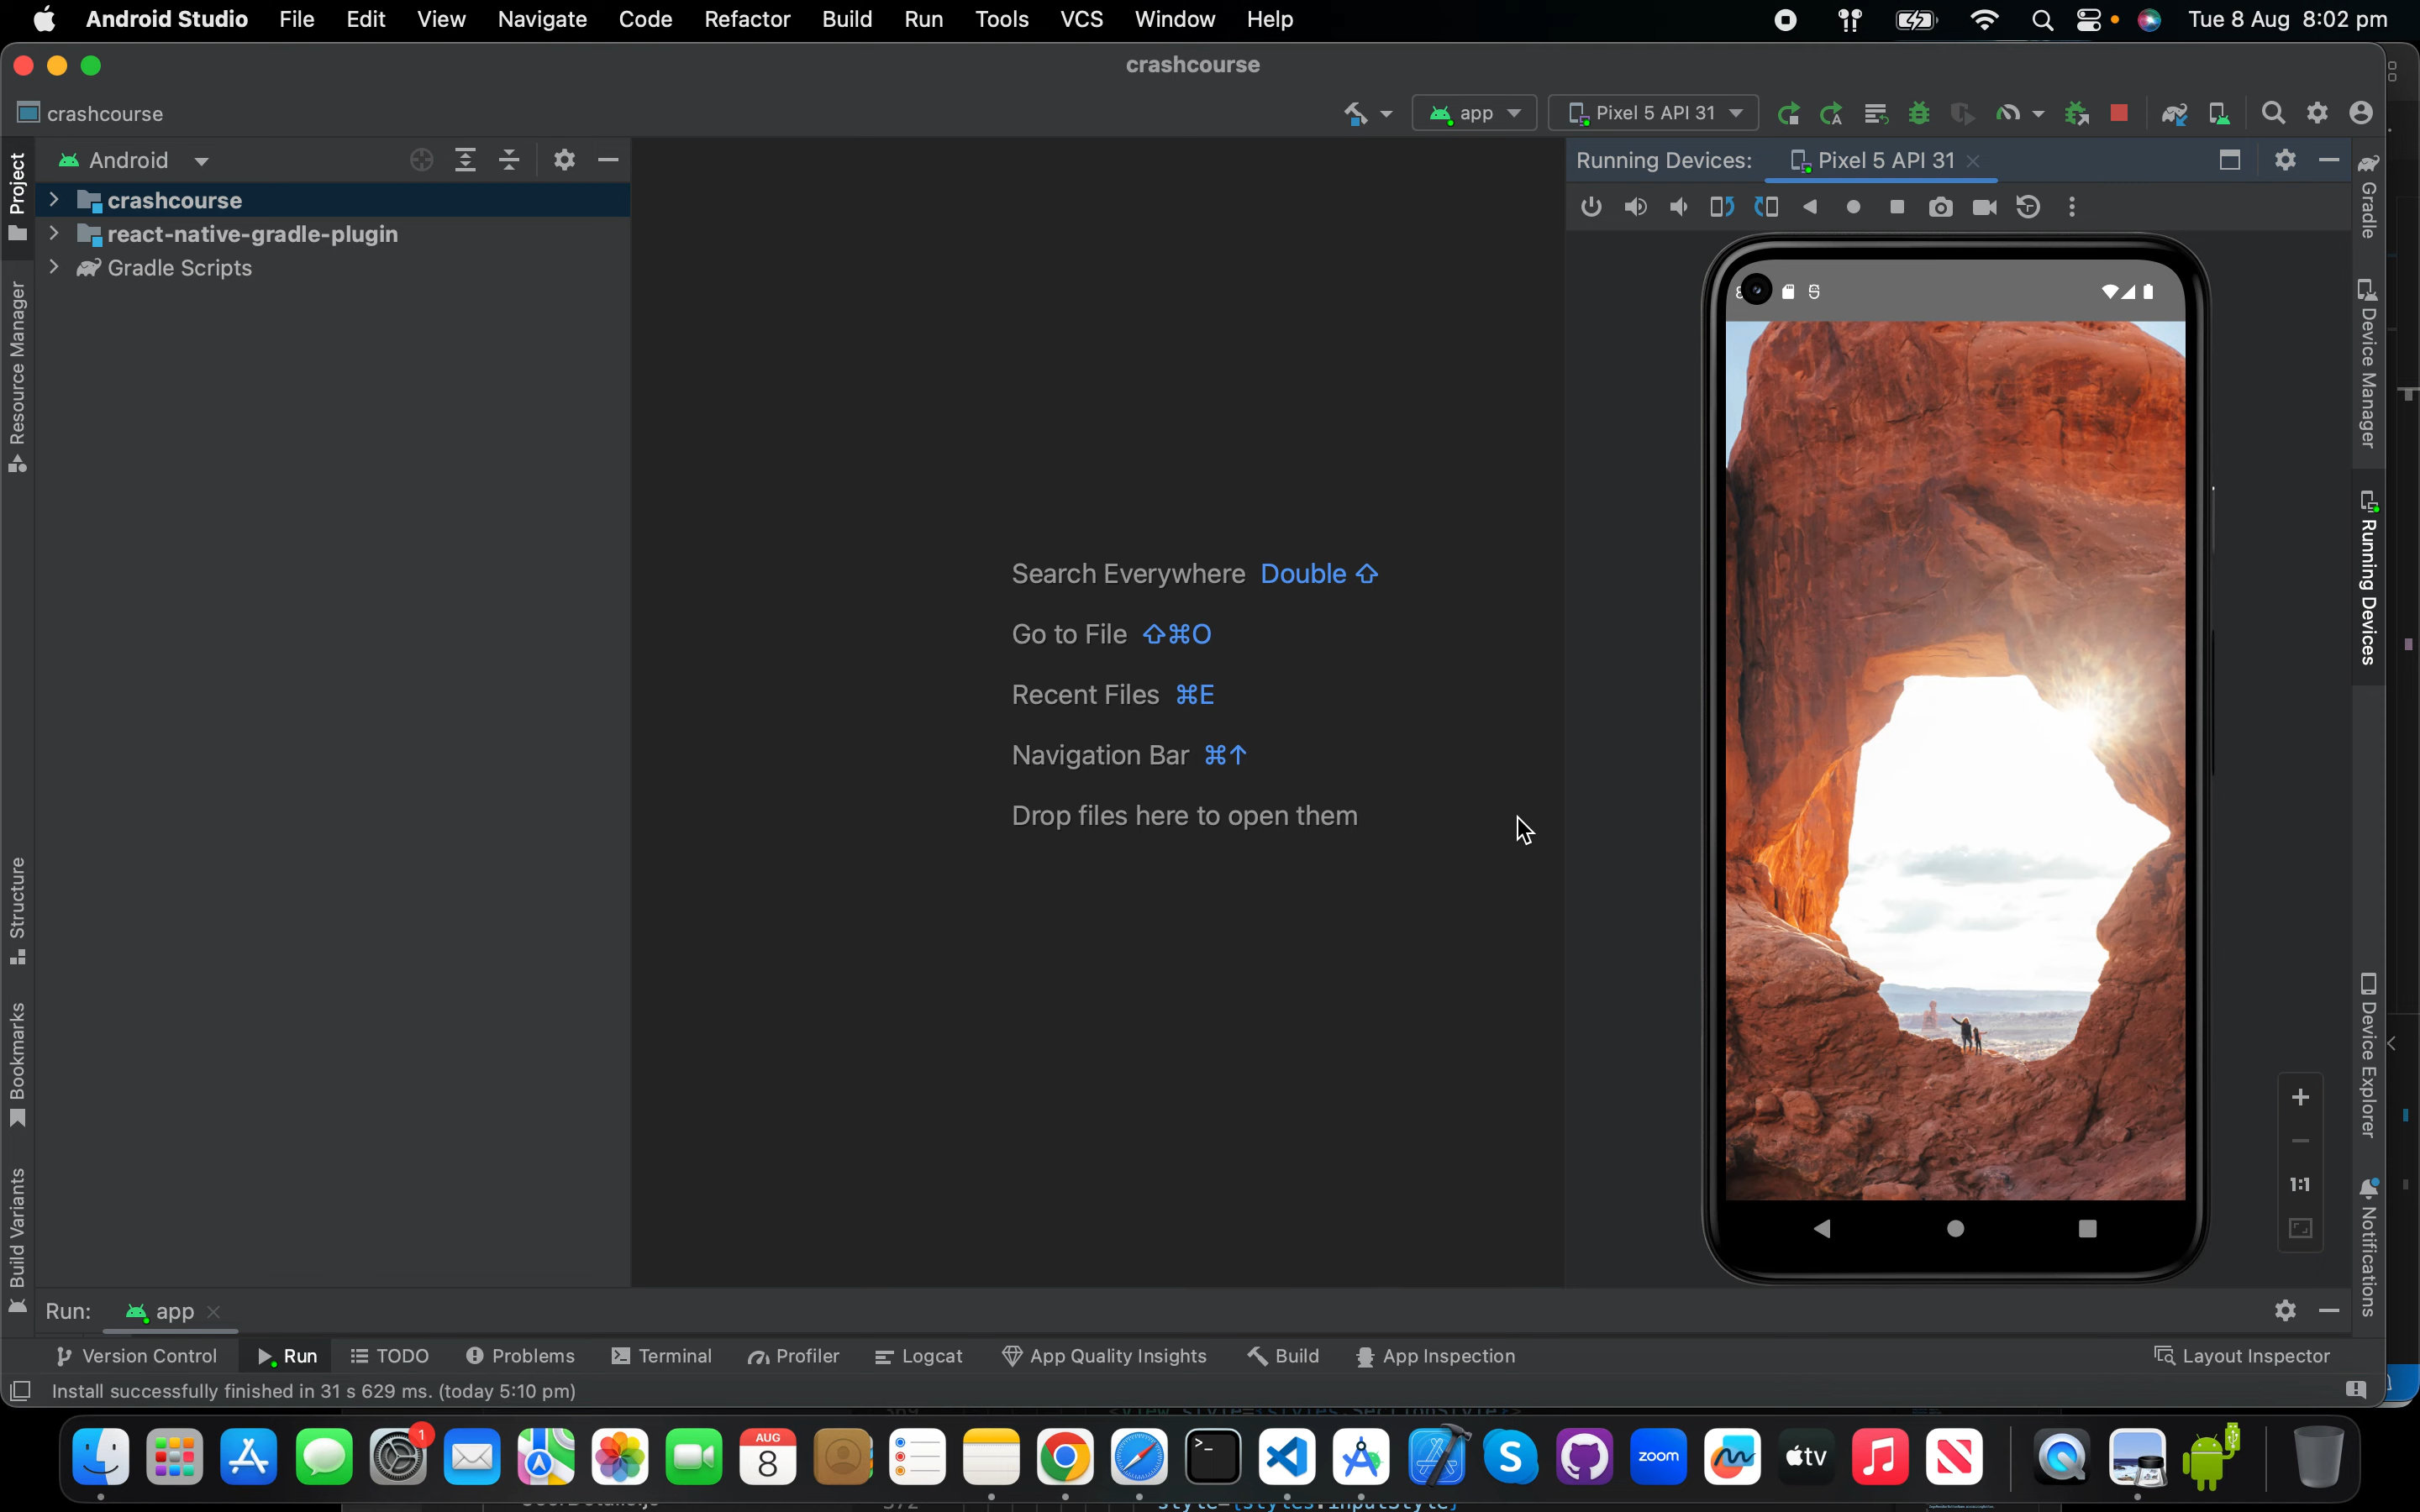 Android Studio File Edit View Navigate Code Refactor Build Run Tools VCS Window Help Tue 8 Aug 8:02 pm
crashcourse
crashcourse app Pixel 5 API 31
Project
Android
Running Devices: Pixel 5 API 31
Gradle
crashcourse
react-native-gradle-plugin
Gradle Scripts
Resource Manager
Device Manager
Running Devices
Search Everywhere Double ⇧
Go to File ⇧⌘O
Recent Files ⌘E
Navigation Bar ⌘↑
Drop files here to open them
Structure
Bookmarks
Build Variants
Device Explorer
Notifications
1:1
Run: app
Version Control Run TODO Problems Terminal Profiler Logcat App Quality Insights Build App Inspection Layout Inspector
Install successfully finished in 31 s 629 ms. (today 5:10 pm)
1
AUG
8
zoom
tv